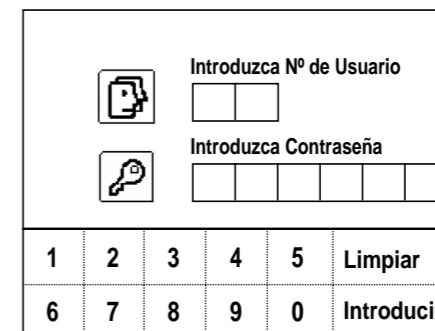 Introduzca Nº de Usuario
Introduzca Contraseña
1 2 3 4 5 Limpiar
6 7 8 9 0 Introduci